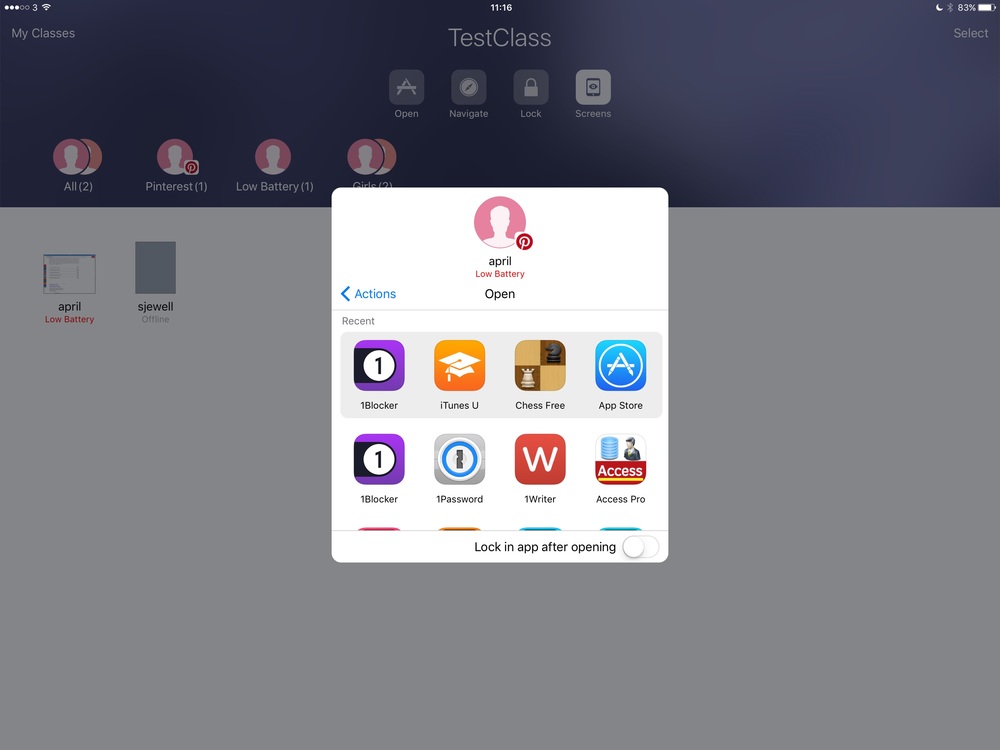 3 11:16 83%
My Classes TestClass Select
Open Navigate Lock Screens
All (2) Pinterest (1) Low Battery (1) Girls (2)
april
Low Battery
Actions Open
Recent
1Blocker iTunes U Chess Free App Store
Access
1Blocker 1Password 1Writer Access Pro
Lock in app after opening
april sjewell
Low Battery Offline